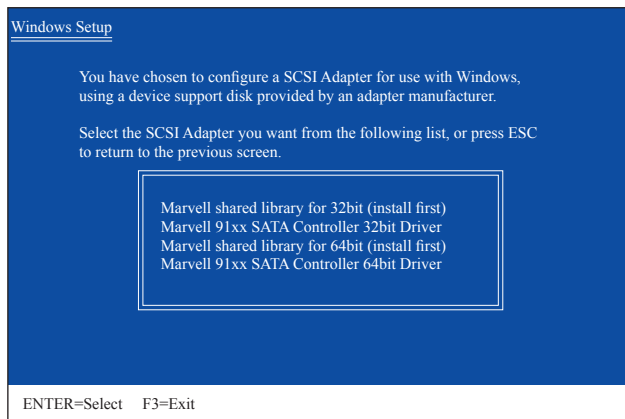 Windows Setup
You have chosen to configure a SCSI Adapter for use with Windows,
using a device support disk provided by an adapter manufacturer.
Select the SCSI Adapter you want from the following list, or press ESC
to return to the previous screen.
Marvell shared library for 32bit (install first)
Marvell 91xx SATA Controller 32bit Driver
Marvell shared library for 64bit (install first)
Marvell 91xx SATA Controller 64bit Driver
ENTER=Select F3=Exit